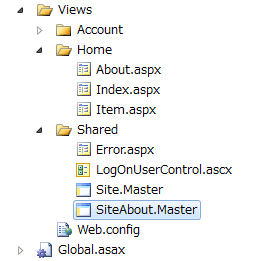 Views
Account
Home
About.aspx
Index.aspx
Item.aspx
Shared
Error.aspx
LogOnUserControl.ascx
Site.Master
SiteAbout.Master
Web.config
Global.asax